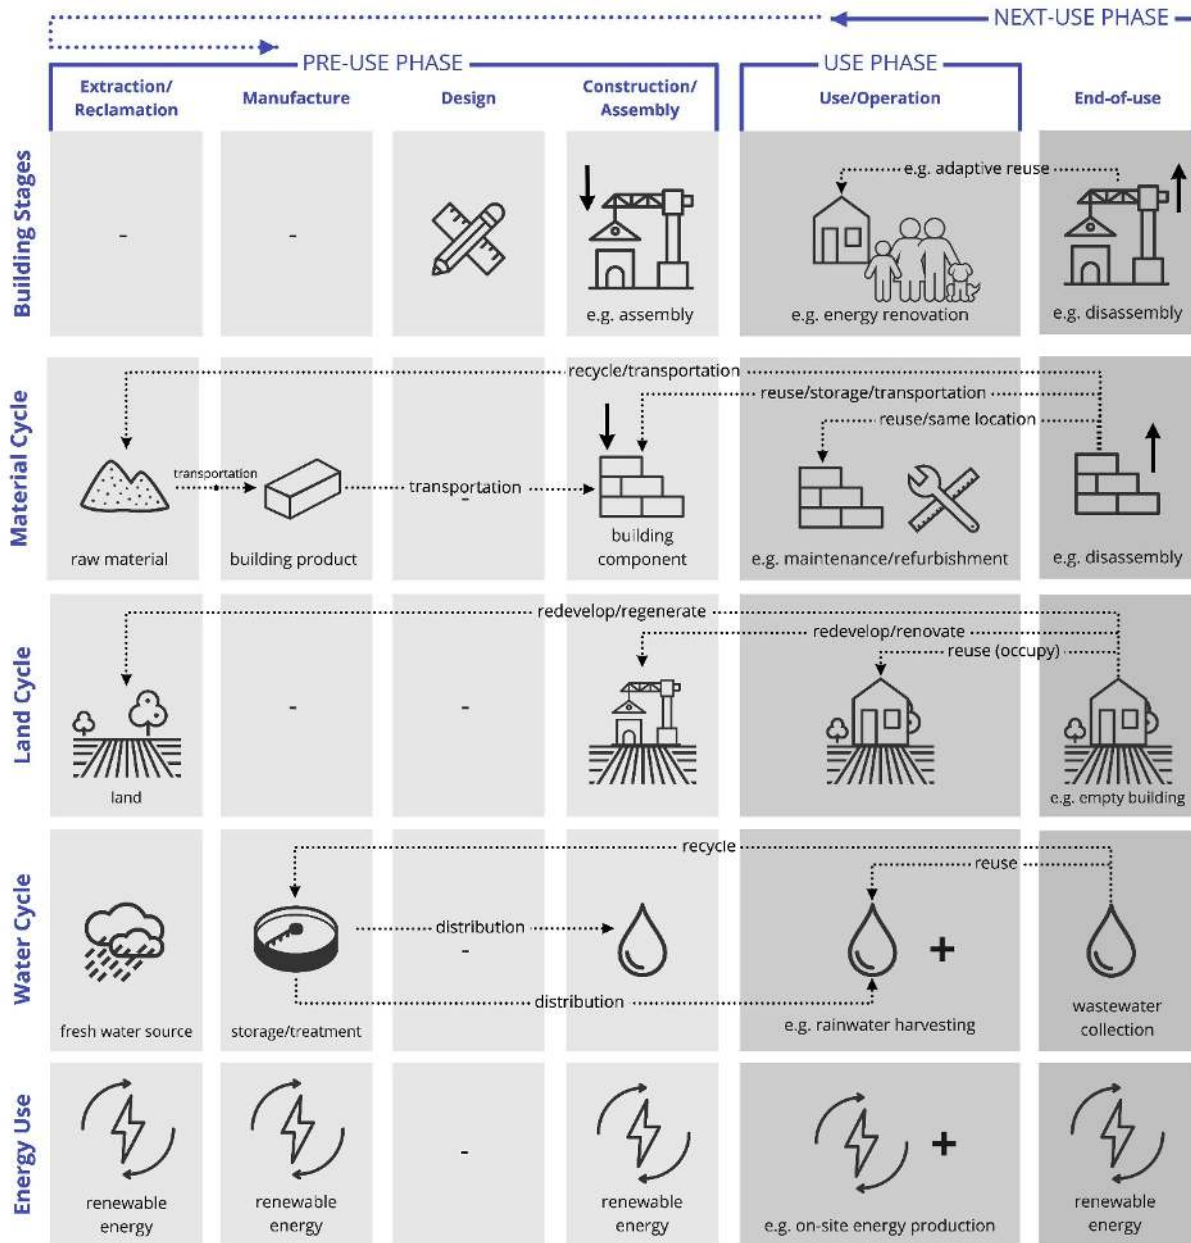 NEXT-USE PHASE
PRE-USE PHASE
USE PHASE
Extraction/
Reclamation
Manufacture
Design
Construction/
Assembly
Use/Operation
End-of-use
Building Stages
-
-
e.g. adaptive reuse
e.g. assembly
e.g. energy renovation
e.g. disassembly
Material Cycle
recycle/transportation
reuse/storage/transportation
reuse/same location
transportation
transportation
-
raw material
building product
building
component
e.g. maintenance/refurbishment
e.g. disassembly
Land Cycle
redevelop/regenerate
redevelop/renovate
reuse (occupy)
-
-
land
e.g. empty building
Water Cycle
recycle
reuse
distribution
-
+
distribution
fresh water source
storage/treatment
e.g. rainwater harvesting
wastewater
collection
Energy Use
-
+
renewable
energy
renewable
energy
renewable
energy
e.g. on-site energy production
renewable
energy